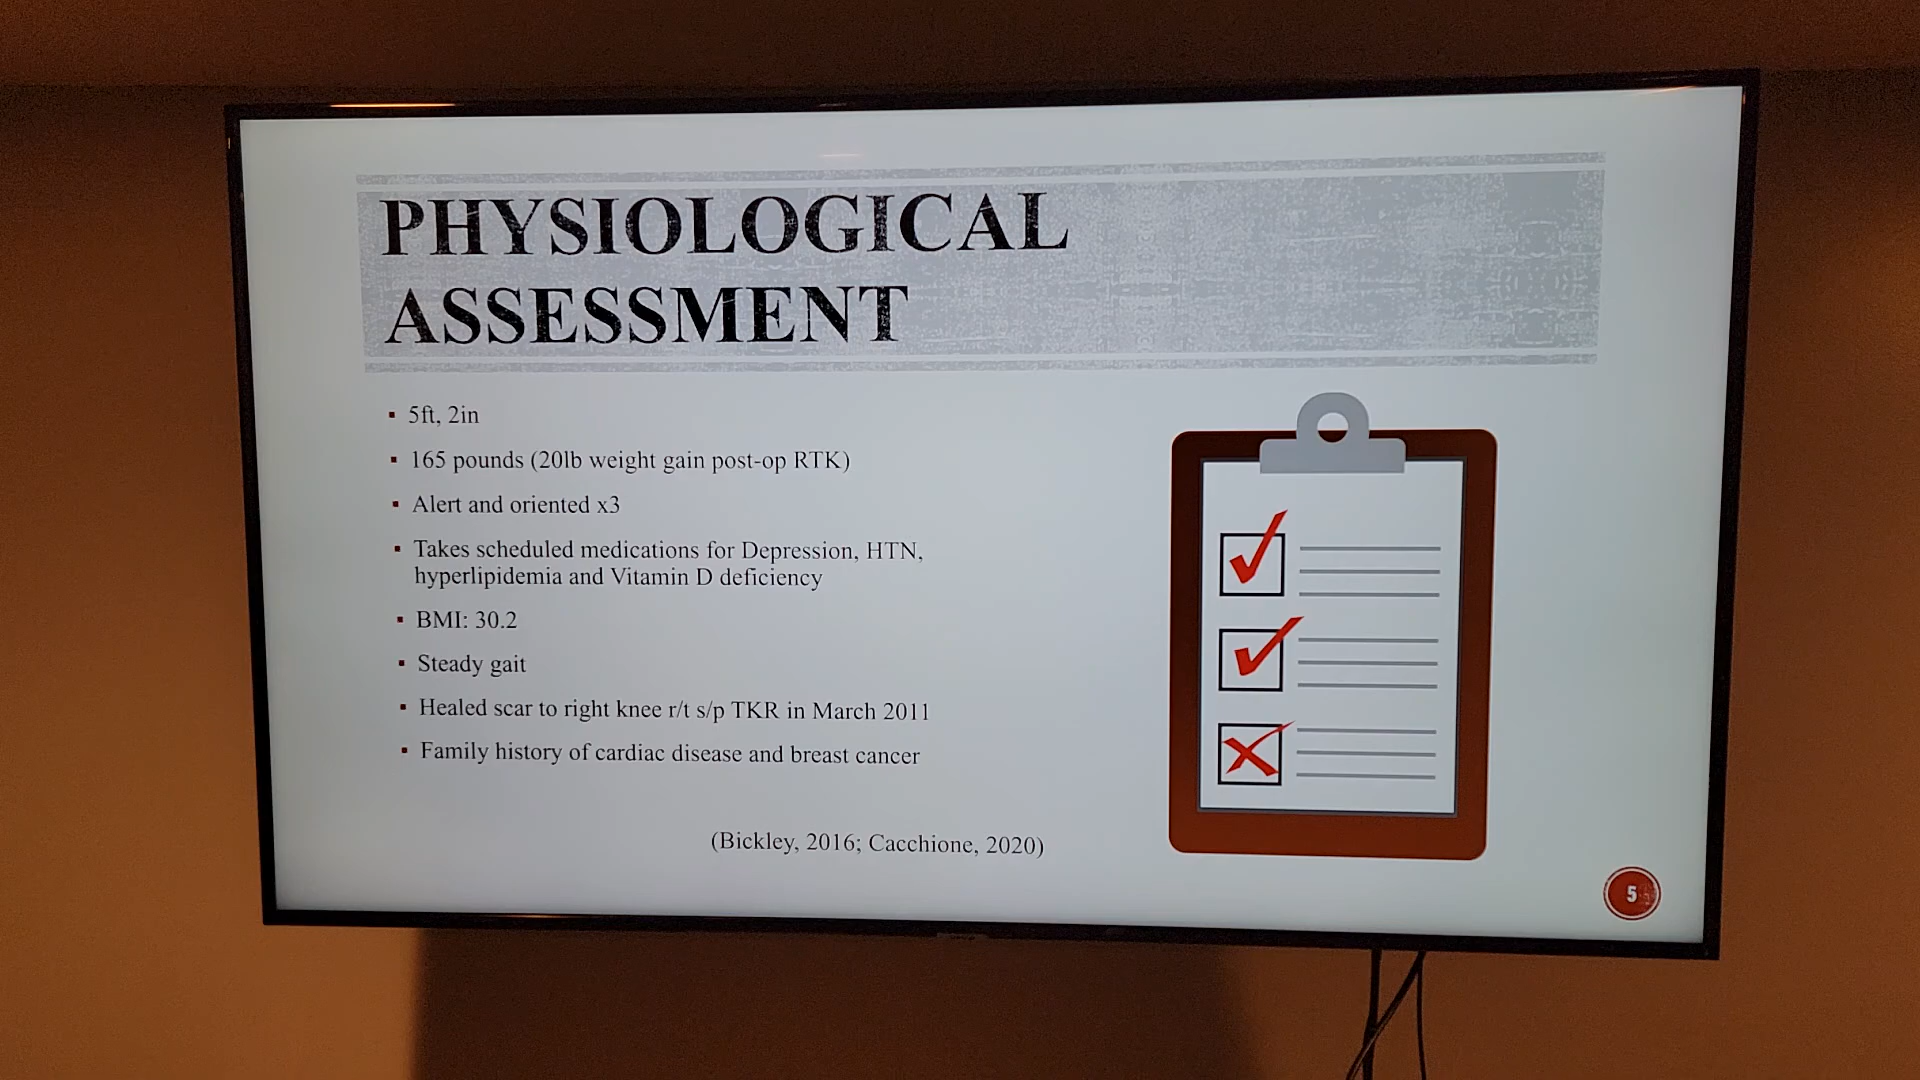 PHYSIOLOGICAL
ASSESSMENT
▪ 5ft, 2in
▪ 165 pounds (20lb weight gain post-op RTK)
▪ Alert and oriented x3
▪ Takes scheduled medications for Depression, HTN,
hyperlipidemia and Vitamin D deficiency
▪ BMI: 30.2
▪ Steady gait
▪ Healed scar to right knee r/t s/p TKR in March 2011
▪ Family history of cardiac disease and breast cancer
(Bickley, 2016; Cacchione, 2020)
5